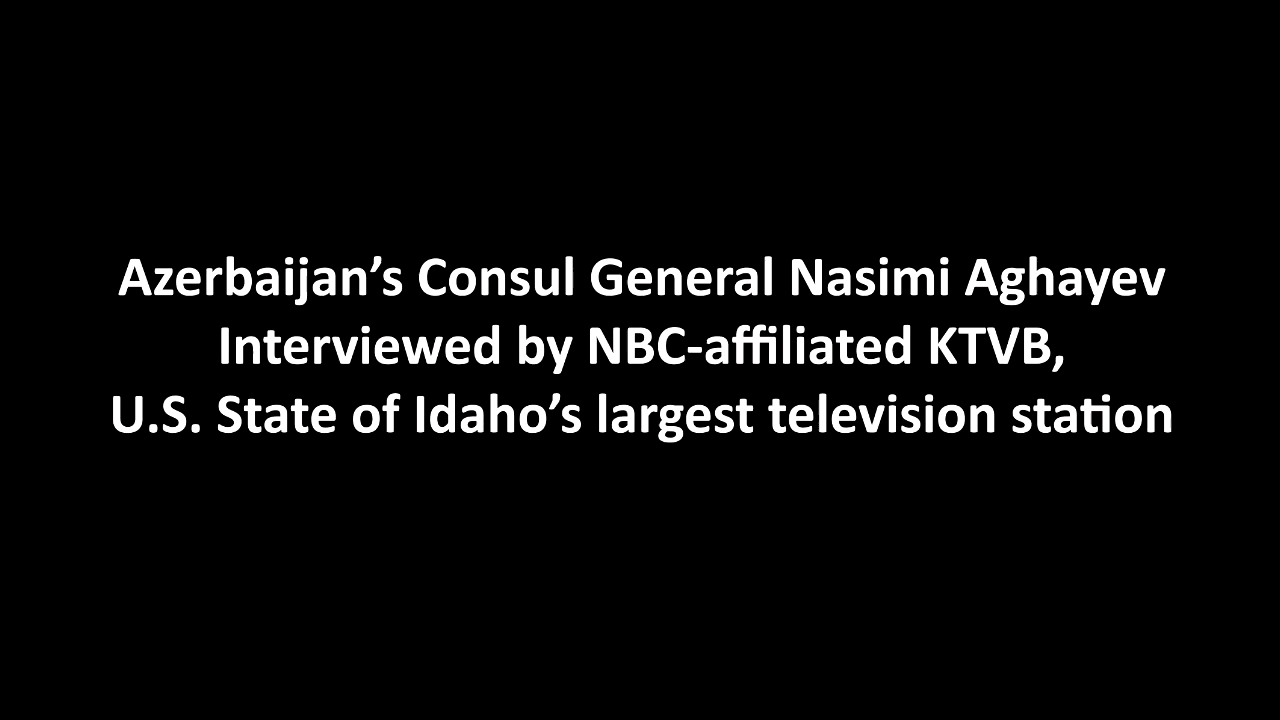 Azerbaijan’s Consul General Nasimi Aghayev
Interviewed by NBC-affiliated KTVB,
U.S. State of Idaho’s largest television station